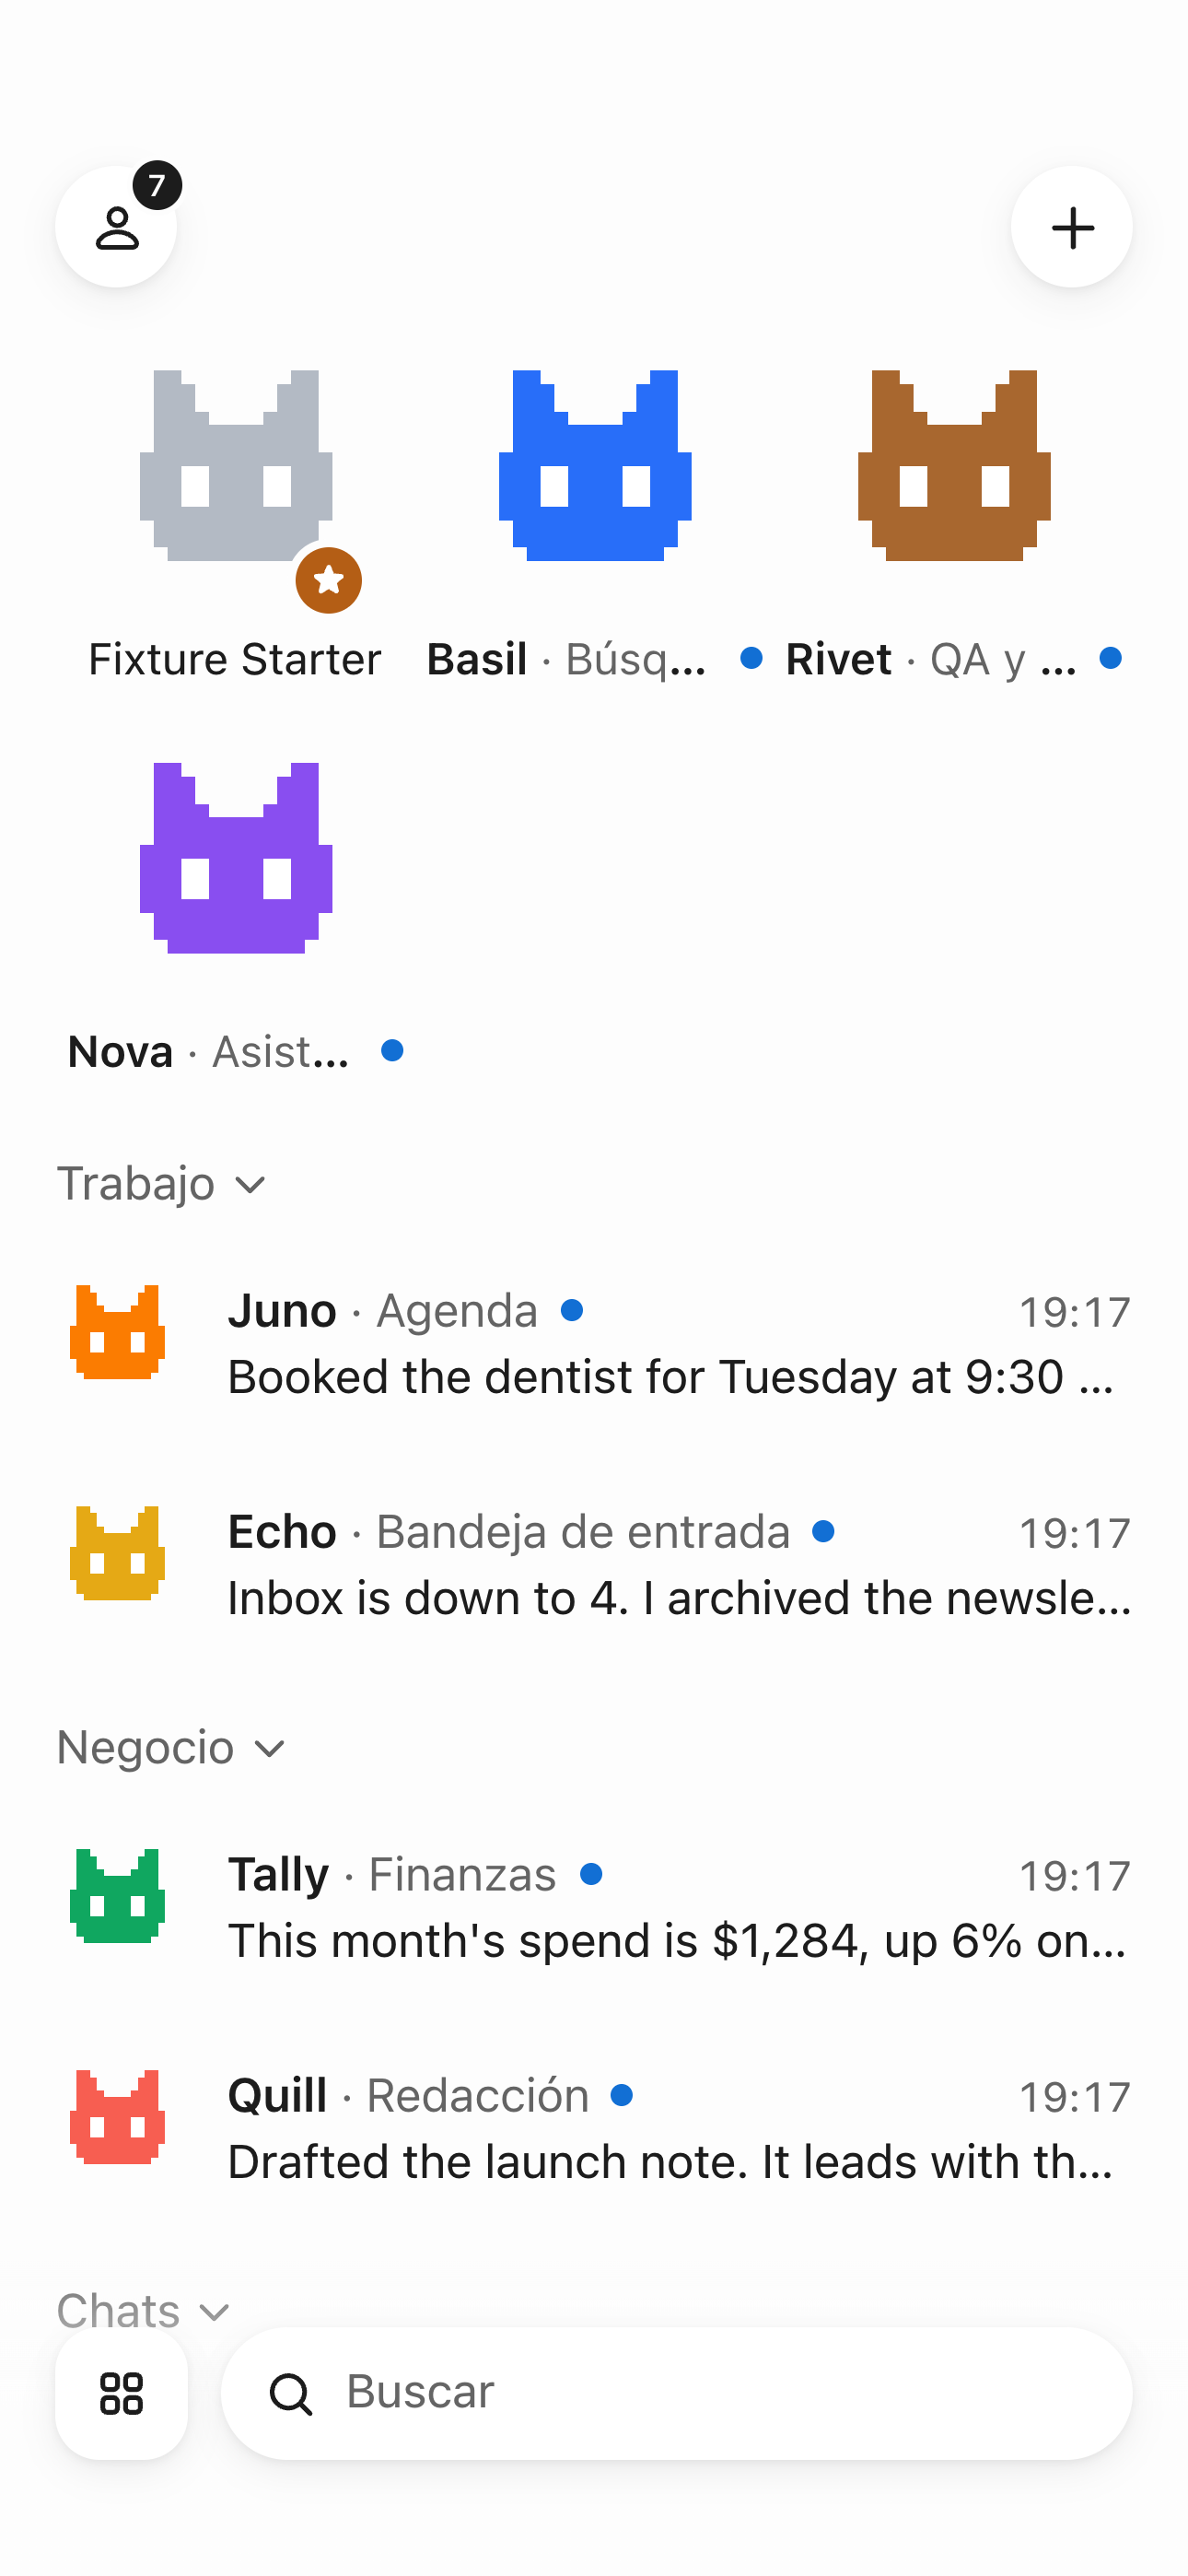 7
Fixture Starter
Basil · Búsq...
Rivet · QA y ...
Nova · Asist...
Trabajo
Juno · Agenda
19:17
Booked the dentist for Tuesday at 9:30 ...
Echo · Bandeja de entrada
19:17
Inbox is down to 4. I archived the newsle...
Negocio
Tally · Finanzas
19:17
This month's spend is $1,284, up 6% on...
Quill · Redacción
19:17
Drafted the launch note. It leads with th...
Chats
Buscar